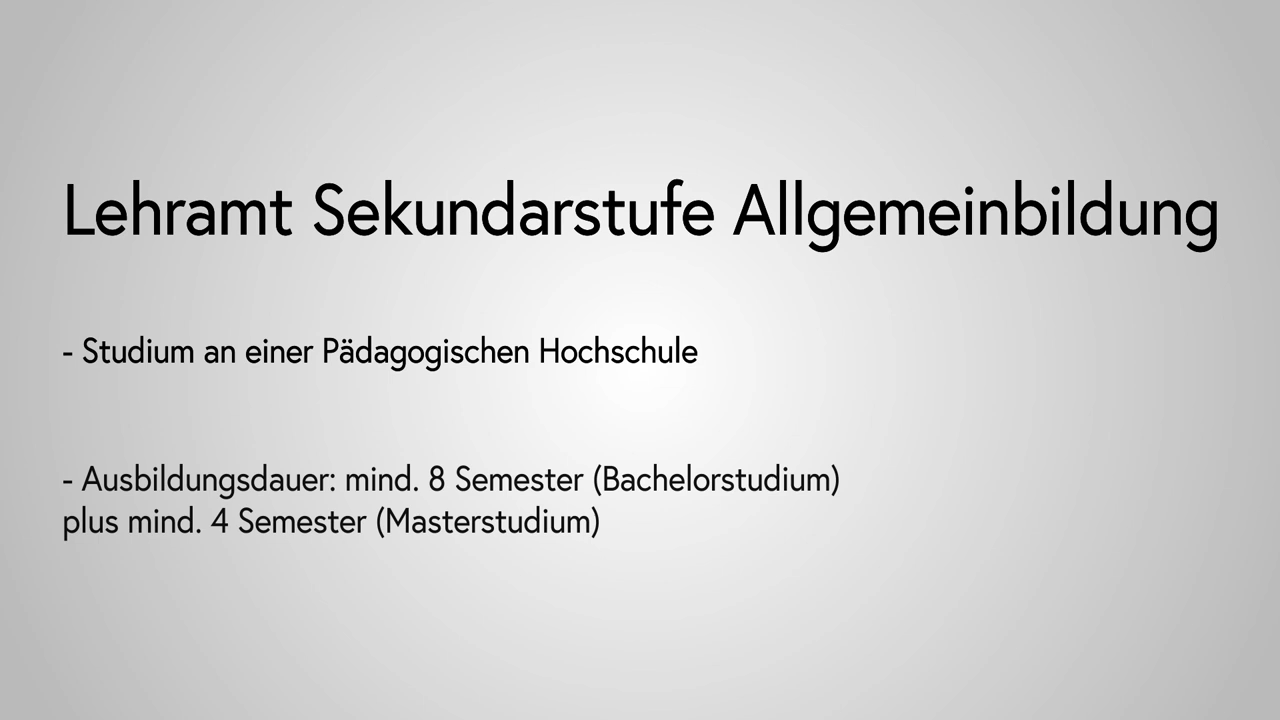 Lehramt Sekundarstufe Allgemeinbildung
- Studium an einer Pädagogischen Hochschule
- Ausbildungsdauer: mind. 8 Semester (Bachelorstudium)
plus mind. 4 Semester (Masterstudium)